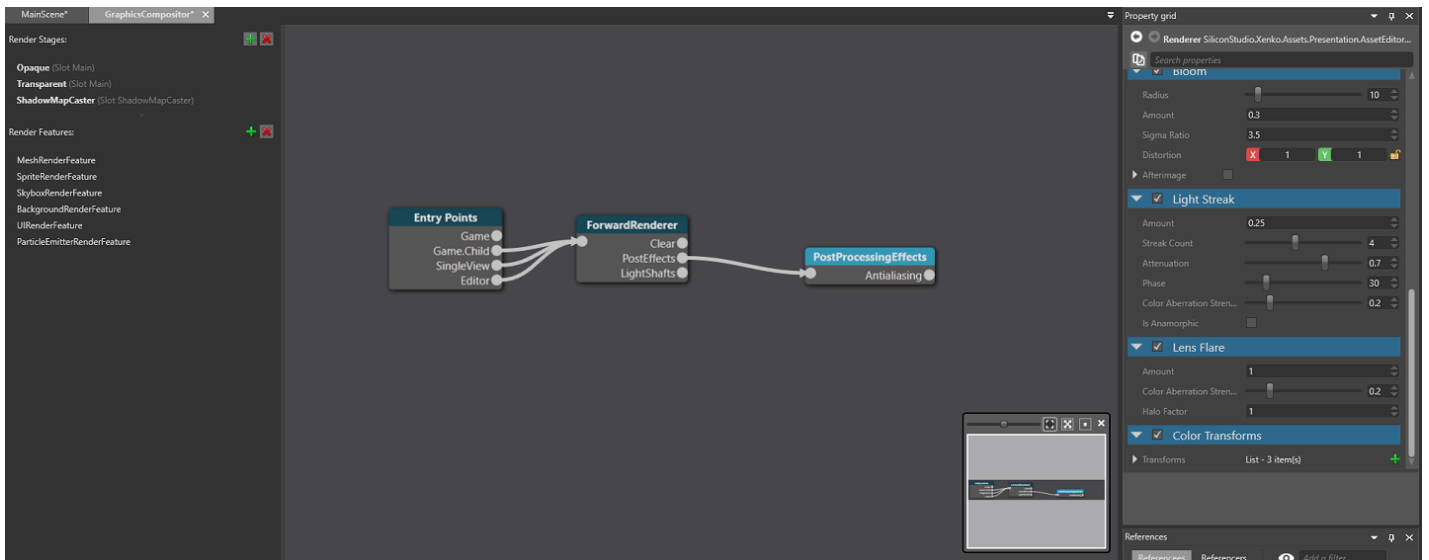 MainScene*
GraphicsCompositor* ×
Render Stages:
Opaque (Slot Main)
Transparent (Slot Main)
ShadowMapCaster (Slot ShadowMapCaster)
Render Features:
MeshRenderFeature
SpriteRenderFeature
SkyboxRenderFeature
BackgroundRenderFeature
UIRenderFeature
ParticleEmitterRenderFeature
Entry Points
Game
Game.Child
SingleView
Editor
ForwardRenderer
Clear
PostEffects
LightShafts
PostProcessingEffects
Antialiasing
Property grid
Renderer SiliconStudio.Xenko.Assets.Presentation.AssetEditor...
Search properties
Bloom
Radius 10
Amount 0.3
Sigma Ratio 3.5
Distortion X 1 Y 1
Afterimage
Light Streak
Amount 0.25
Streak Count 4
Attenuation 0.7
Phase 30
Color Aberration Stren... 0.2
Is Anamorphic
Lens Flare
Amount 1
Color Aberration Stren... 0.2
Halo Factor 1
Color Transforms
Transforms List - 3 item(s)
References
Referencees Referencers Add a filter